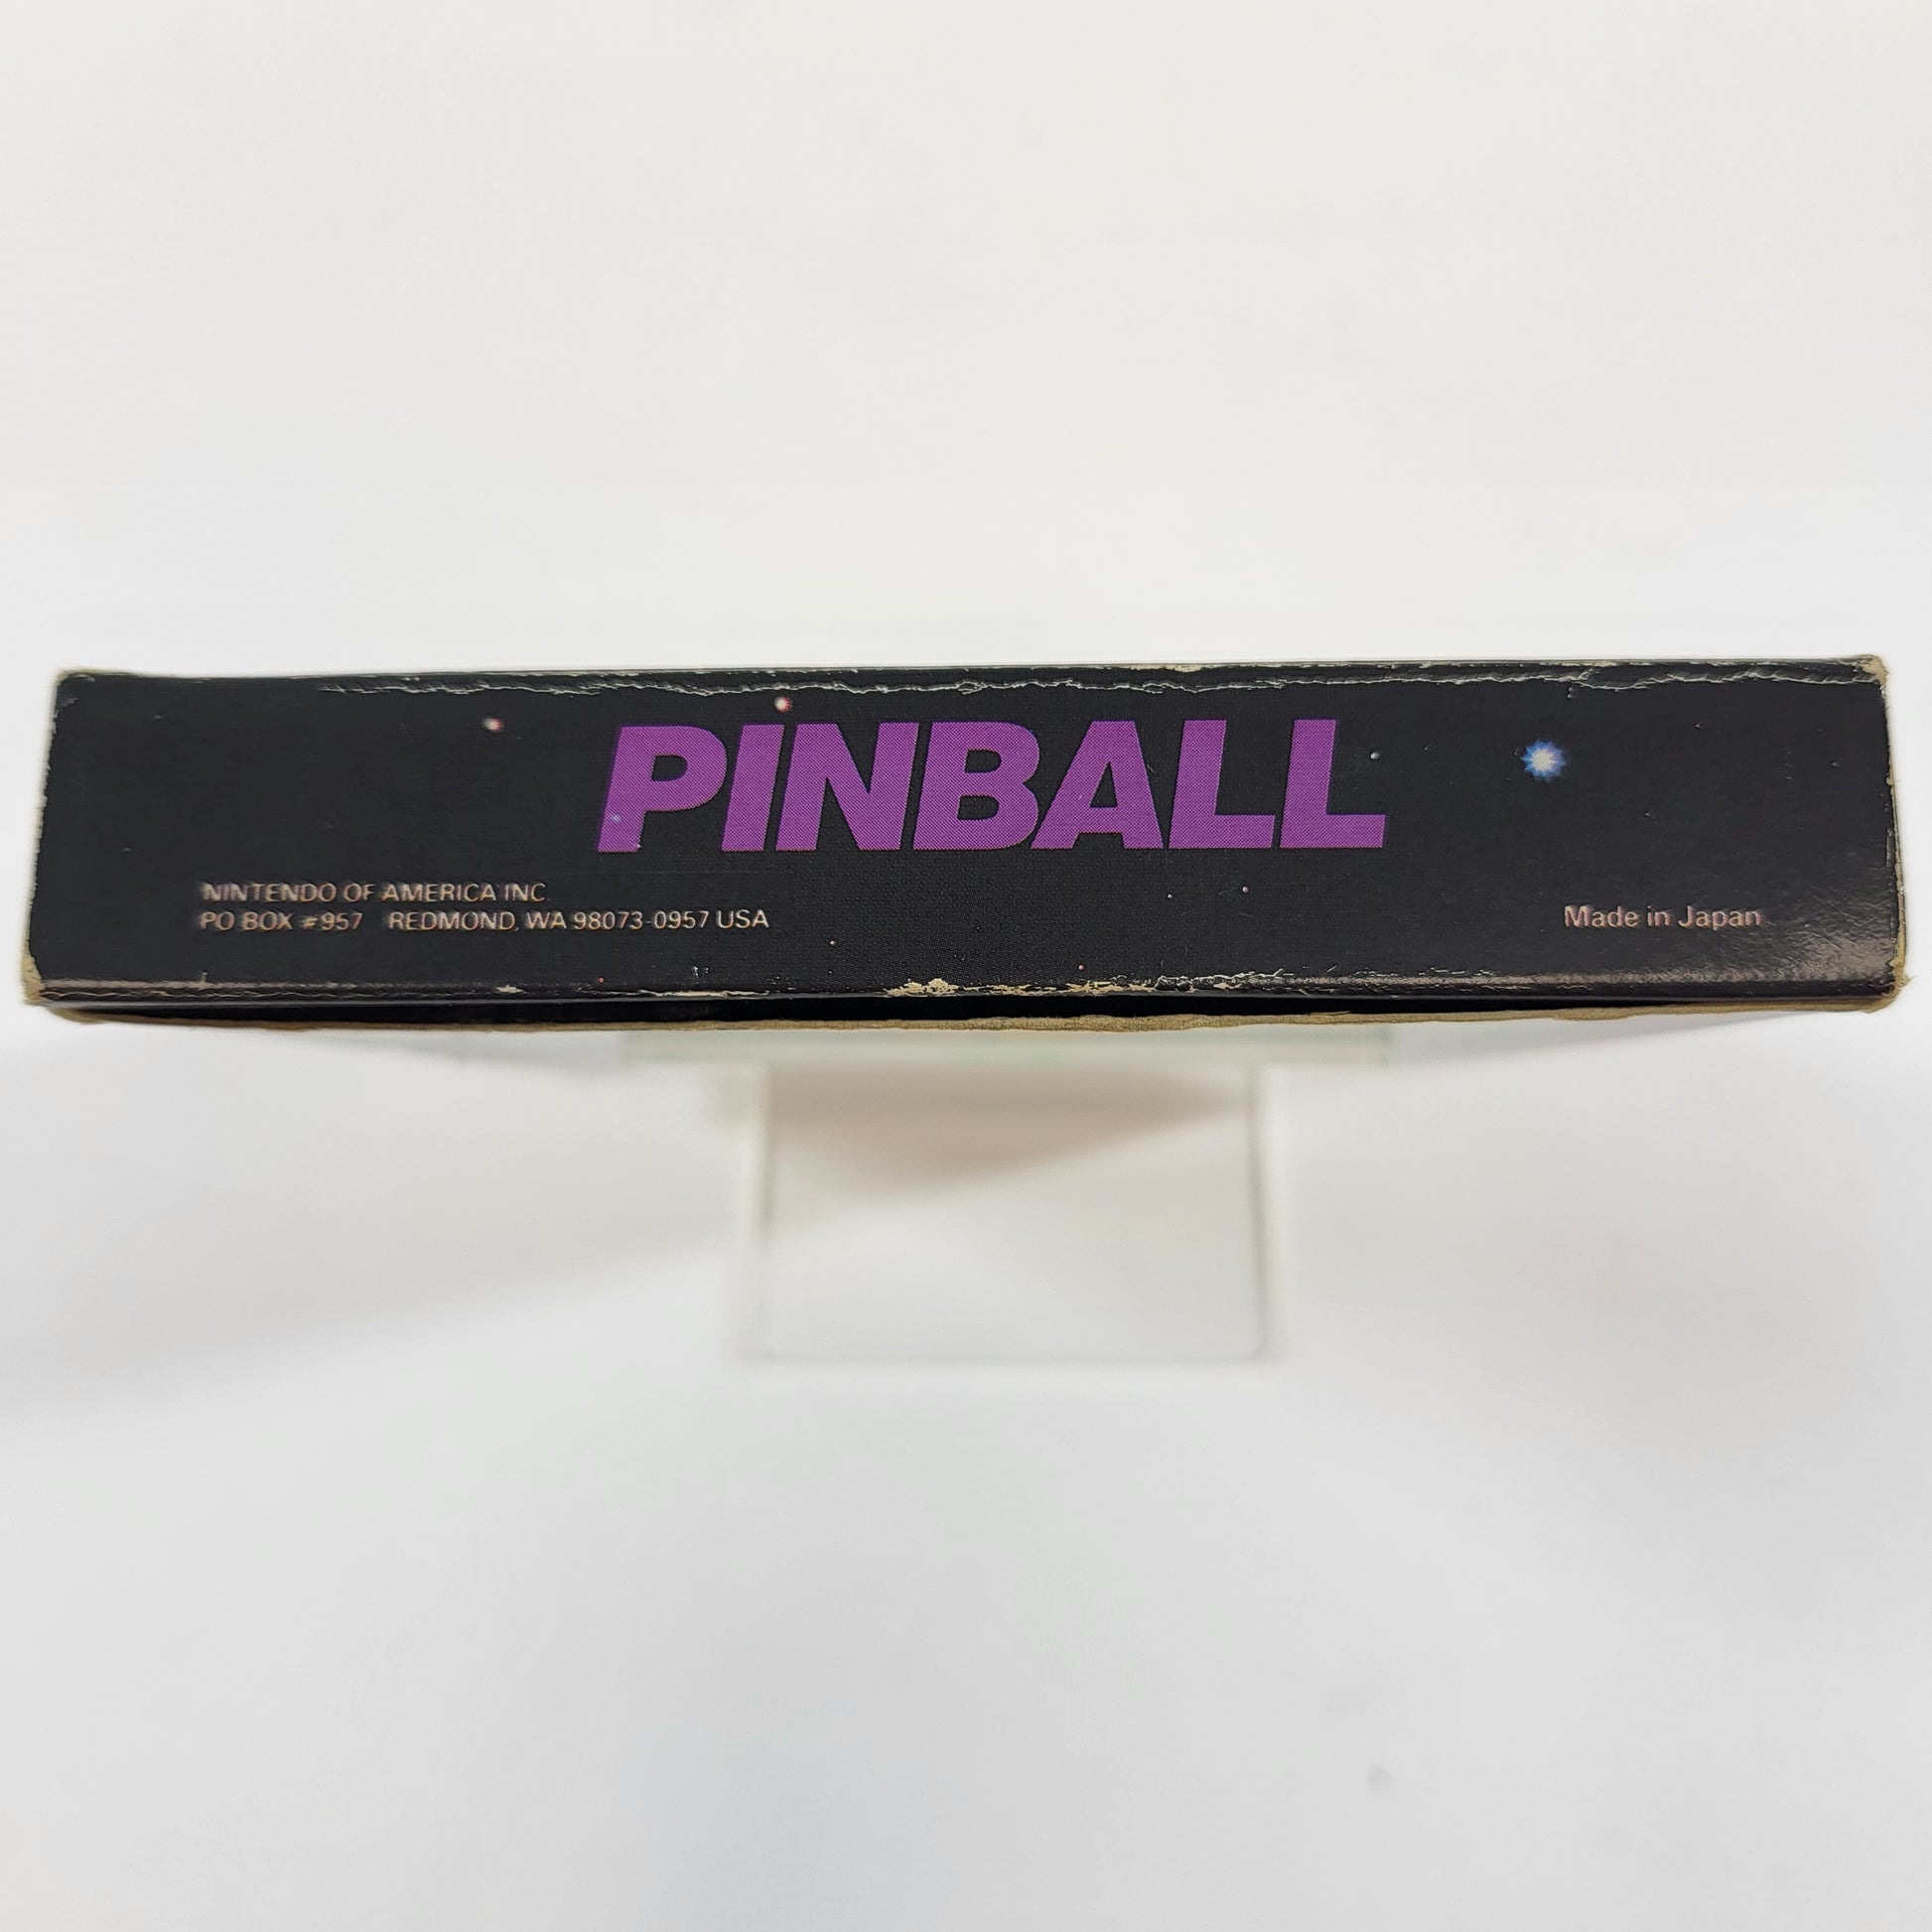 PINBALL
NINTENDO OF AMERICA INC.
PO BOX #957 REDMOND, WA 98073-0957 USA
Made in Japan